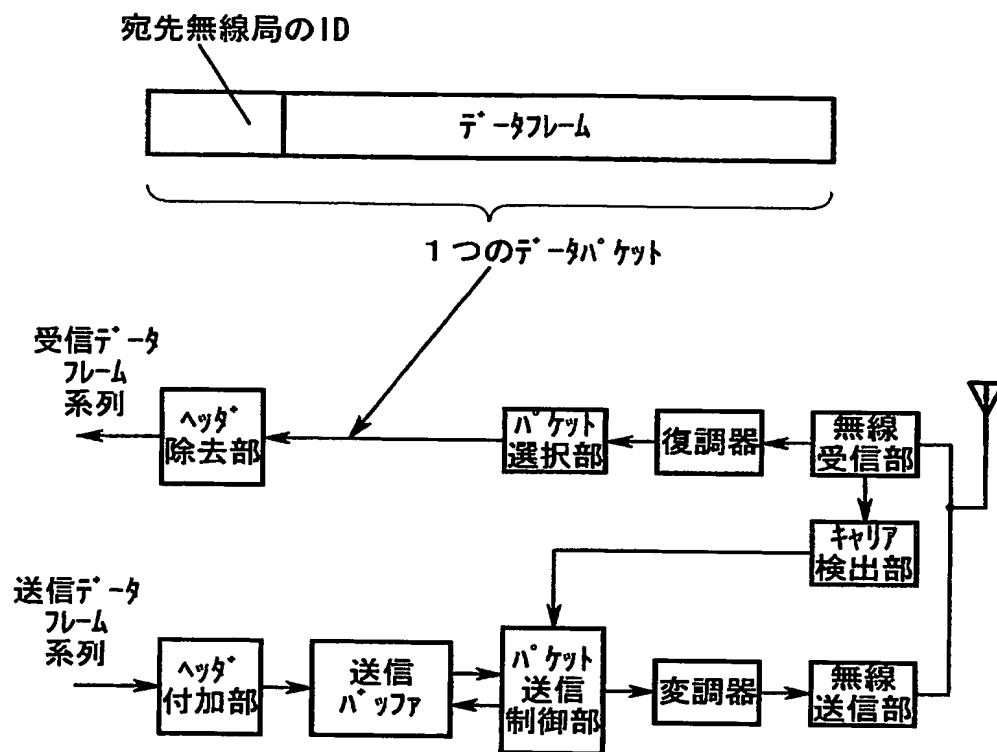 宛先無線局のID
データフレーム
1つのデータパケット
受信データ
フレーム
系列
ヘッダ
除去部
パケット
選択部
復調器
無線
受信部
キャリア
検出部
送信データ
フレーム
系列
ヘッダ
付加部
送信
バッファ
パケット
送信
制御部
変調器
無線
送信部